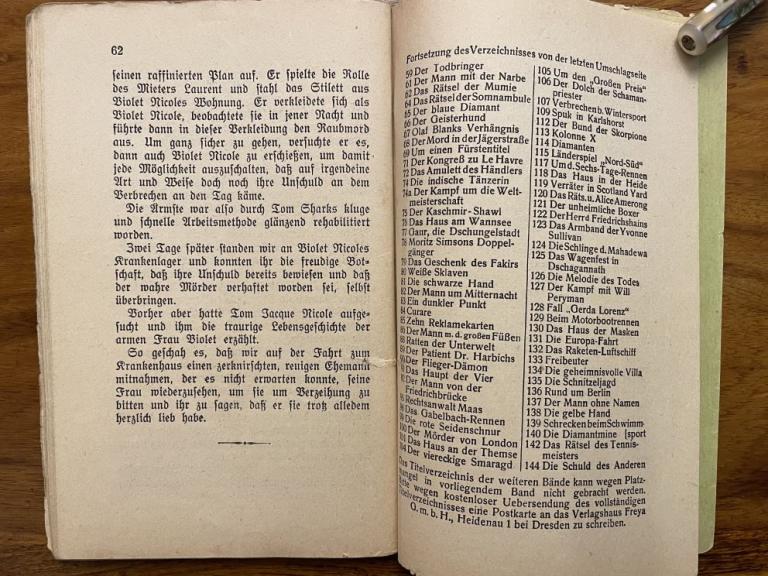 62
seinen raffinierten Plan auf. Er spielte die Rolle
des Mieters Laurent und stahl das Stilett aus
Violet Nicoles Wohnung. Er verkleidete sich als
Violet Nicole, beobachtete sie in jener Nacht und
führte dann in dieser Verkleidung den Raubmord
aus. Um ganz sicher zu gehen, versuchte er es,
dann auch Violet Nicole zu erschießen, um damit
jede Möglichkeit auszuschalten, daß auf irgendeine
Art und Weise doch noch ihre Unschuld an dem
Verbrechen an den Tag käme.
Die Ärmste war also durch Tom Sharks kluge
und schnelle Arbeitsmethode glänzend rehabilitiert
worden.
Zwei Tage später standen wir an Violet Nicoles
Krankenlager und konnten ihr die freudige Bot-
schaft, daß ihre Unschuld bereits bewiesen und daß
der wahre Mörder verhaftet worden sei, selbst
überbringen.
Vorher aber hatte Tom Jacque Nicole aufge-
sucht und ihm die traurige Lebensgeschichte der
armen Frau Violet erzählt.
So geschah es, daß wir auf der Fahrt zum
Krankenhaus einen zerknirschten, reuigen Ehemann
mitnahmen, der es nicht erwarten konnte, seine
Frau wiederzusehen, um sie um Verzeihung zu
bitten und ihr zu sagen, daß er sie trotz alledem
herzlich lieb habe.
Fortsetzung des Verzeichnisses von der letzten Umschlagseite
59 Der Todbringer
61 Der Mann mit der Narbe
62 Das Rätsel der Mumie
64 Das Rätsel der Somnambule
65 Der blaue Diamant
66 Der Geisterhund
67 Olaf Blanks Verhängnis
68 Der Mord in der Jägerstraße
69 Um einen Fürstentitel
71 Der Kongreß zu Le Havre
72 Das Amulett des Händlers
74 Die indische Tänzerin
74a Der Kampf um die Welt-
meisterschaft
75 Der Kaschmir-Shawi
76 Das Haus am Wannsee
77 Gaur, die Dschungelstadt
78 Moritz Simsons Doppel-
gänger
79 Das Geschenk des Fakirs
80 Weiße Sklaven
81 Die schwarze Hand
82 Der Mann um Mitternacht
83 Ein dunkler Punkt
84 Curare
85 Zehn Reklamekarten
86 Der Mann m. d. großen Füßen
88 Ratten der Unterwelt
Der Patient Dr. Harbichs
Der Flieger-Dämon
Das Haupt der Vier
Der Mann von der
Friedrichbrücke
Rechtsanwalt Maas
Das Gabelbach-Rennen
Die rote Seidenschnur
Der Mörder von London
Das Haus an der Themse
Der viereckige Smaragd
105 Um den „Großen Preis"
106 Der Dolch der Schaman-
priester
107 Verbrechen b. Wintersport
109 Spuk in Karlshorst
112 Der Bund der Skorpione
113 Kolonne X
114 Diamanten
115 Länderspiel „Nord-Süd"
117 Um d. Sechs-Tage-Rennen
118 Das Haus in der Heide
119 Verräter in Scotland Yard
120 Das Räts. u. Alice Amerong
121 Der unheimliche Boxer
122 Der Herrd Friedrichshains
123 Das Armband der Yvonne
Sullivan
124 Die Schlinge d. Mahadewa
125 Das Wagenfest in
Dschagannath
126 Die Melodie des Todes
127 Der Kampf mit Will
Peryman
128 Fall „Gerda Lorenz"
129 Beim Motorbootrennen
130 Das Haus der Masken
131 Die Europa-Fahrt
132 Das Raketen-Luftschiff
133 Freibeuter
134 Die geheimnisvolle Villa
135 Die Schnitzeljagd
136 Rund um Berlin
137 Der Mann ohne Namen
138 Die gelbe Hand
139 Schrecken beim Schwimm-
140 Die Diamantmine [sport
142 Das Rätsel des Tennis-
meisters
144 Die Schuld des Anderen
Das Titelverzeichnis der weiteren Bände kann wegen Platz-
mangel in vorliegendem Band nicht gebracht werden.
Bitte wegen kostenloser Uebersendung des vollständigen
Titelverzeichnisses eine Postkarte an das Verlagshaus Freya
G. m. b. H., Heidenau 1 bei Dresden zu schreiben.